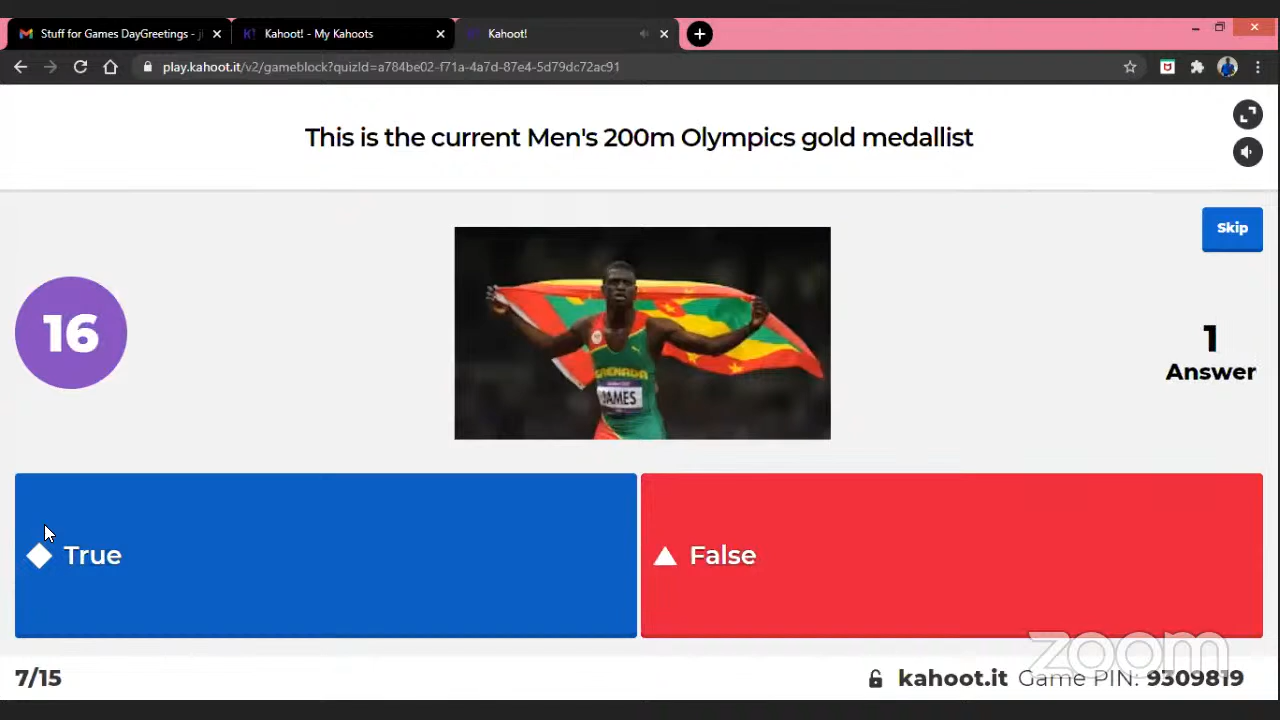 Stuff for Games DayGreetings - ji
Kahoot! - My Kahoots
Kahoot!
play.kahoot.it/v2/gameblock?quizId=a784be02-f71a-4a7d-87e4-5d79dc72ac91
This is the current Men's 200m Olympics gold medallist
Skip
16
1
Answer
GRENADA
JAMES
True
False
zoom
7/15
kahoot.it Game PIN: 9309819